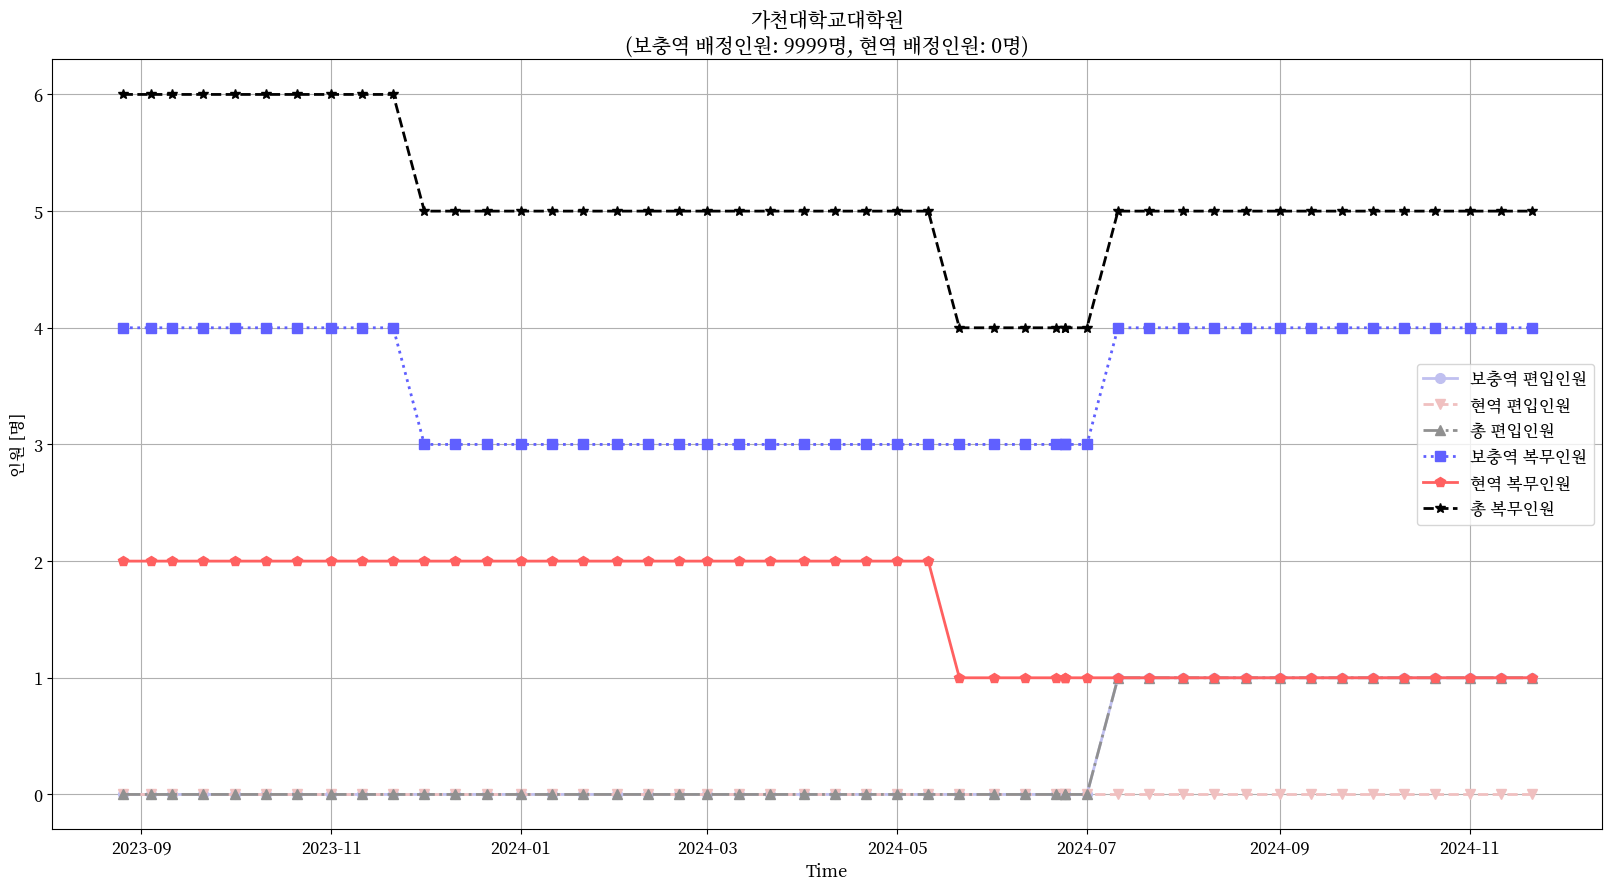 가천대학교대학원
(보충역 배정인원: 9999명, 현역 배정인원: 0명)
인원 [명]
6
5
4
3
2
1
0
보충역 편입인원
현역 편입인원
총 편입인원
보충역 복무인원
현역 복무인원
총 복무인원
2023-09
2023-11
2024-01
2024-03
2024-05
2024-07
2024-09
2024-11
Time